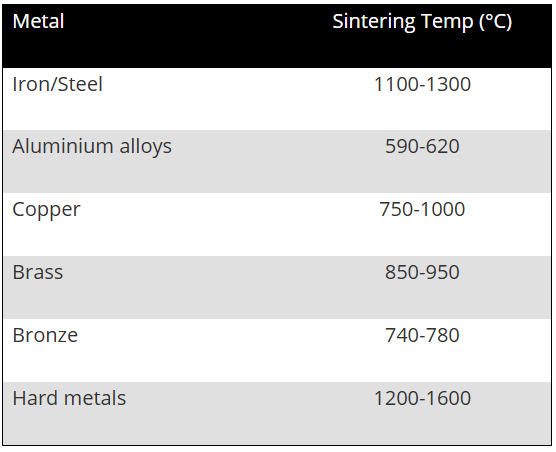 Metal Sintering Temp (°C)
Iron/Steel 1100-1300
Aluminium alloys 590-620
Copper 750-1000
Brass 850-950
Bronze 740-780
Hard metals 1200-1600